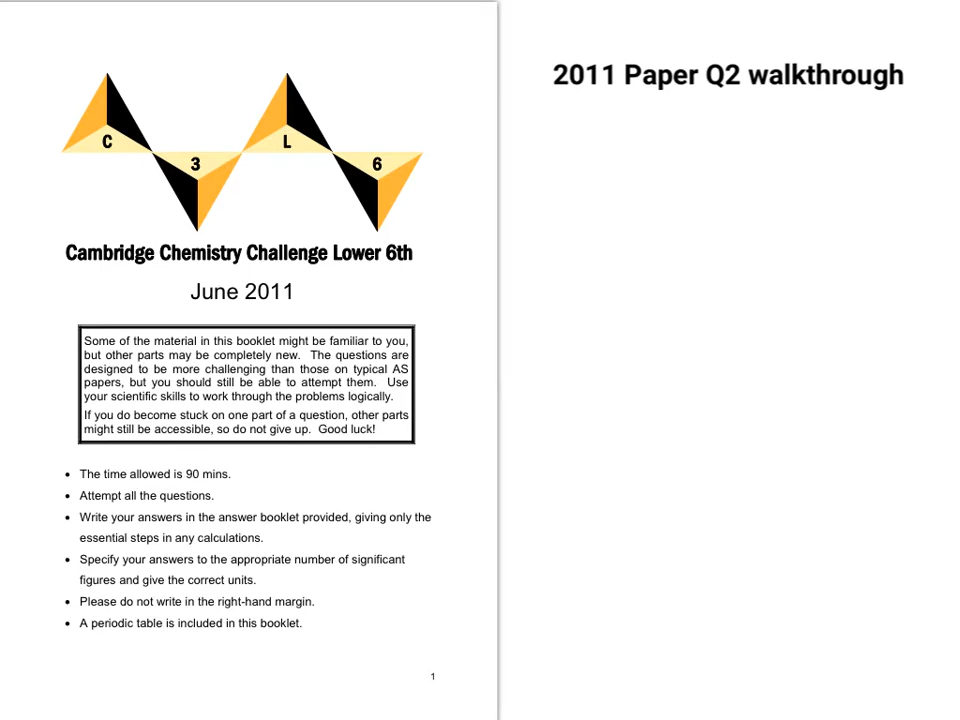 C
3
L
6
Cambridge Chemistry Challenge Lower 6th
June 2011
Some of the material in this booklet might be familiar to you,
but other parts may be completely new. The questions are
designed to be more challenging than those on typical AS
papers, but you should still be able to attempt them. Use
your scientific skills to work through the problems logically.
If you do become stuck on one part of a question, other parts
might still be accessible, so do not give up. Good luck!
• The time allowed is 90 mins.
• Attempt all the questions.
• Write your answers in the answer booklet provided, giving only the
essential steps in any calculations.
• Specify your answers to the appropriate number of significant
figures and give the correct units.
• Please do not write in the right-hand margin.
• A periodic table is included in this booklet.
1
2011 Paper Q2 walkthrough